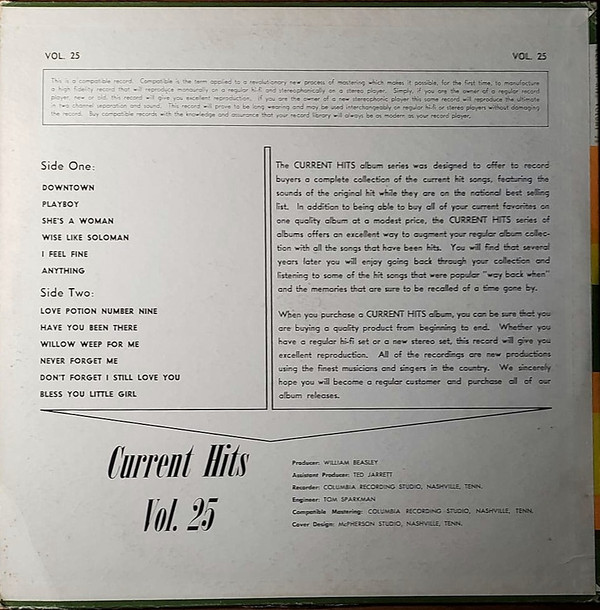 VOL. 25
VOL. 25
This is a compatible record. Compatible is the term applied to a revolutionary new process of mastering which makes it possible, for the first time, to manufacture
a high fidelity record that will reproduce monaurally on a regular hi-fi and stereophonically on a stereo player. Simply, if you are the owner of a regular record
player, new or old, this record will give you excellent reproduction. If you are the owner of a new stereophonic player this same record will reproduce the ultimate
in two channel separation and sound. This record will prove to be long wearing and may be used interchangeably on regular hi-fi or stereo players without damaging
the record. Buy compatible records with the knowledge and assurance that your record library will always be as modern as your record player.
Side One:
DOWNTOWN
PLAYBOY
SHE'S A WOMAN
WISE LIKE SOLOMAN
I FEEL FINE
ANYTHING
Side Two:
LOVE POTION NUMBER NINE
HAVE YOU BEEN THERE
WILLOW WEEP FOR ME
NEVER FORGET ME
DON'T FORGET I STILL LOVE YOU
BLESS YOU LITTLE GIRL
The CURRENT HITS album series was designed to offer to record
buyers a complete collection of the current hit songs, featuring the
sounds of the original hit while they are on the national best selling
list. In addition to being able to buy all of your current favorites on
one quality album at a modest price, the CURRENT HITS series of
albums offers an excellent way to augment your regular album collec-
tion with all the songs that have been hits. You will find that several
years later you will enjoy going back through your collection and
listening to some of the hit songs that were popular "way back when"
and the memories that are sure to be recalled of a time gone by.
When you purchase a CURRENT HITS album, you can be sure that you
are buying a quality product from beginning to end. Whether you
have a regular hi-fi set or a new stereo set, this record will give you
excellent reproduction. All of the recordings are new productions
using the finest musicians and singers in the country. We sincerely
hope you will become a regular customer and purchase all of our
album releases.
Current Hits
Vol. 25
Producer: WILLIAM BEASLEY
Assistant Producer: TED JARRETT
Recorder: COLUMBIA RECORDING STUDIO, NASHVILLE, TENN.
Engineer: TOM SPARKMAN
Compatible Mastering: COLUMBIA RECORDING STUDIO, NASHVILLE, TENN.
Cover Design: McPHERSON STUDIO, NASHVILLE, TENN.